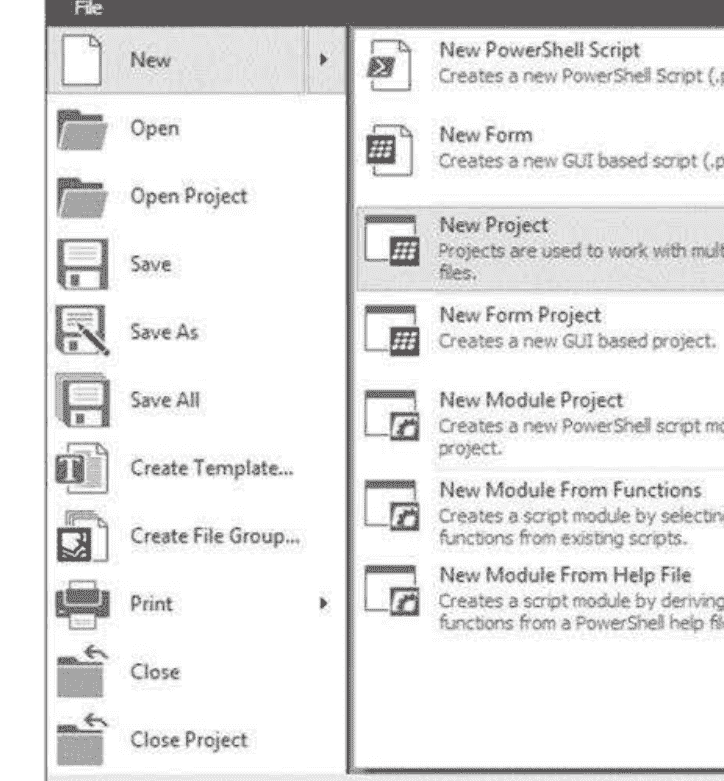 File
New
Open
Open Project
Save
Save As
Save All
Create Template...
Create File Group...
Print
Close
Close Project
New PowerShell Script
Creates a new PowerShell Script (.p
New Form
Creates a new GUI based script (.p
New Project
Projects are used to work with mult
files.
New Form Project
Creates a new GUI based project.
New Module Project
Creates a new PowerShell script mo
project.
New Module From Functions
Creates a script module by selecting
functions from existing scripts.
New Module From Help File
Creates a script module by deriving
functions from a PowerShell help fil